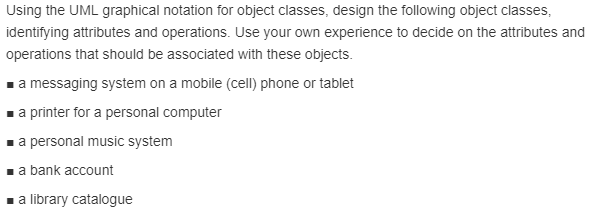 Using the UML graphical notation for object classes, design the following object classes,
identifying attributes and operations. Use your own experience to decide on the attributes and
operations that should be associated with these objects.
■ a messaging system on a mobile (cell) phone or tablet
■ a printer for a personal computer
■ a personal music system
■ a bank account
■ a library catalogue